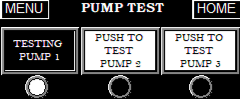 MENU PUMP TEST HOME
TESTING
PUMP 1
PUSH TO
TEST
PUMP 2
PUSH TO
TEST
PUMP 3